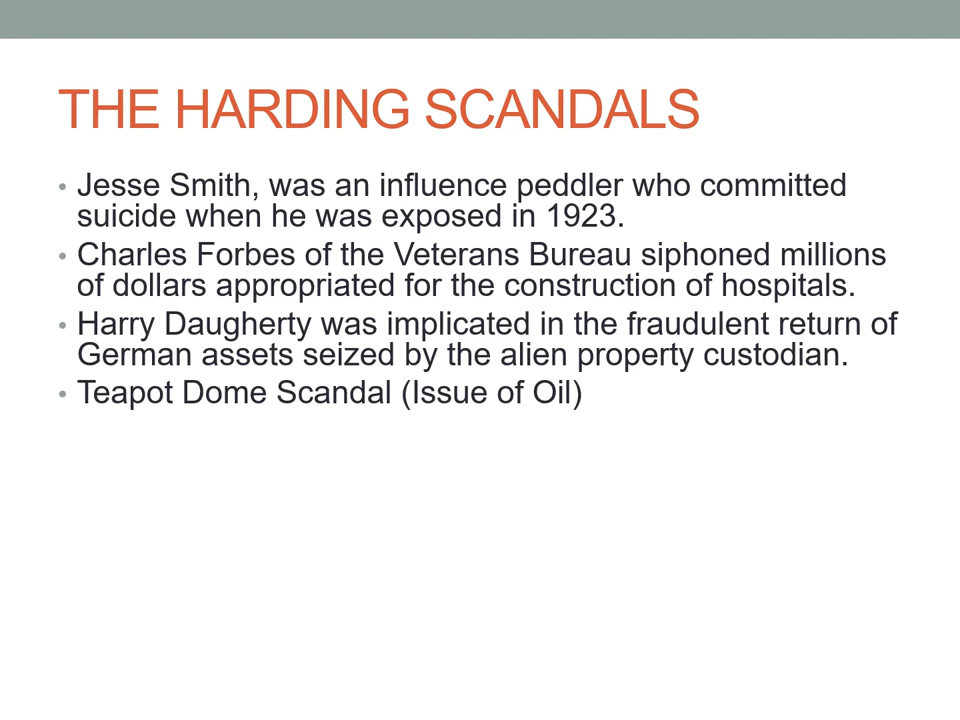 THE HARDING SCANDALS
• Jesse Smith, was an influence peddler who committed
suicide when he was exposed in 1923.
• Charles Forbes of the Veterans Bureau siphoned millions
of dollars appropriated for the construction of hospitals.
• Harry Daugherty was implicated in the fraudulent return of
German assets seized by the alien property custodian.
• Teapot Dome Scandal (Issue of Oil)